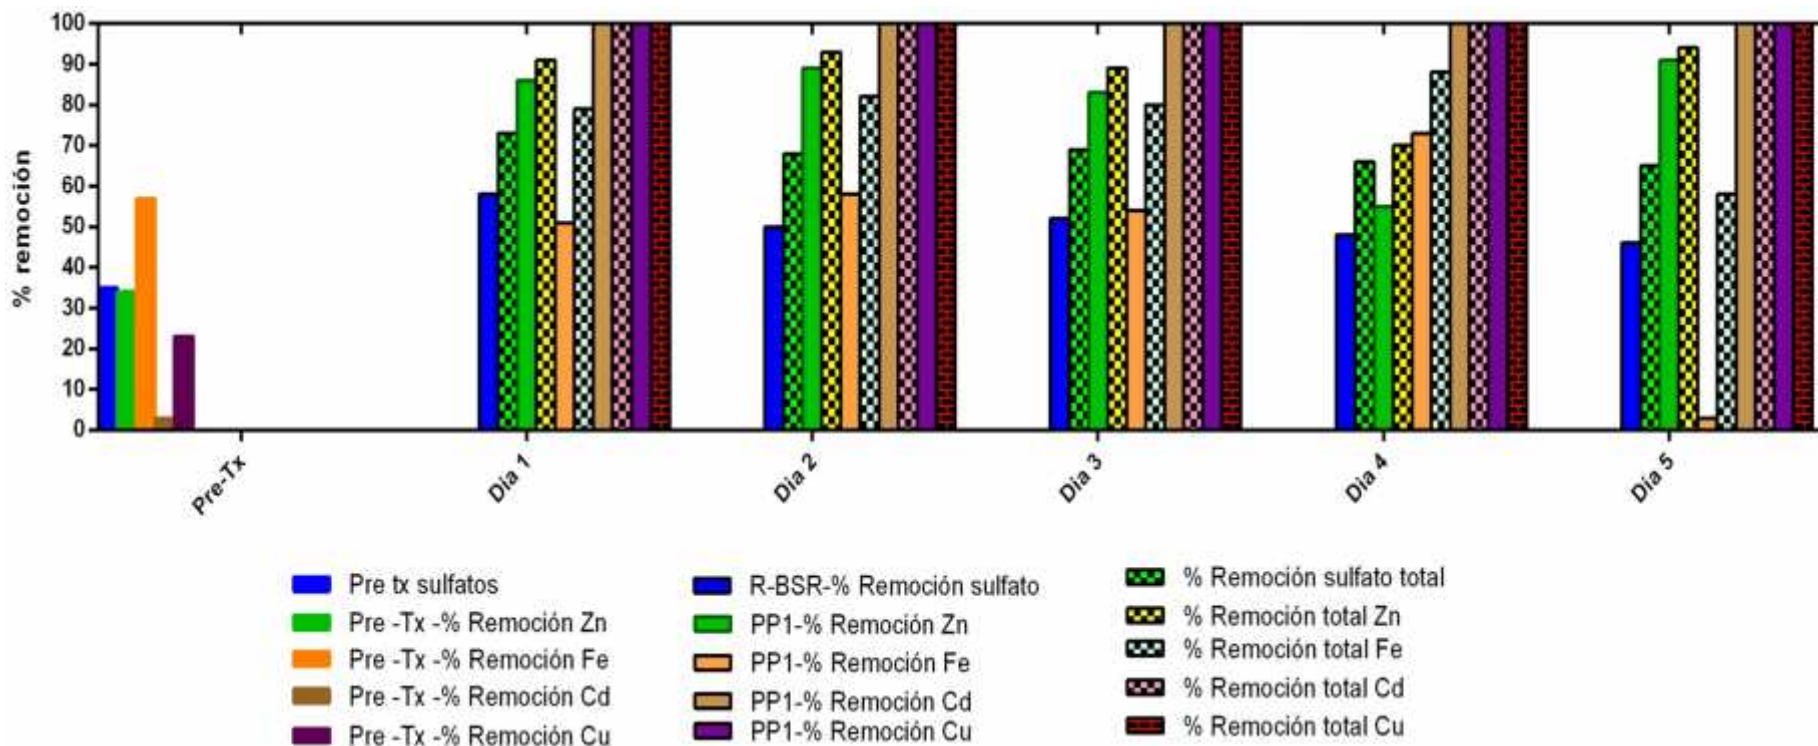 % remoción
100
90
80
70
60
50
40
30
20
10
0
Pre-Tx
Dia 1
Dia 2
Dia 3
Dia 4
Dia 5
Pre tx sulfatos
Pre -Tx -% Remoción Zn
Pre -Tx -% Remoción Fe
Pre -Tx -% Remoción Cd
Pre -Tx -% Remoción Cu
R-BSR-% Remoción sulfato
PP1-% Remoción Zn
PP1-% Remoción Fe
PP1-% Remoción Cd
PP1-% Remoción Cu
% Remoción sulfato total
% Remoción total Zn
% Remoción total Fe
% Remoción total Cd
% Remoción total Cu